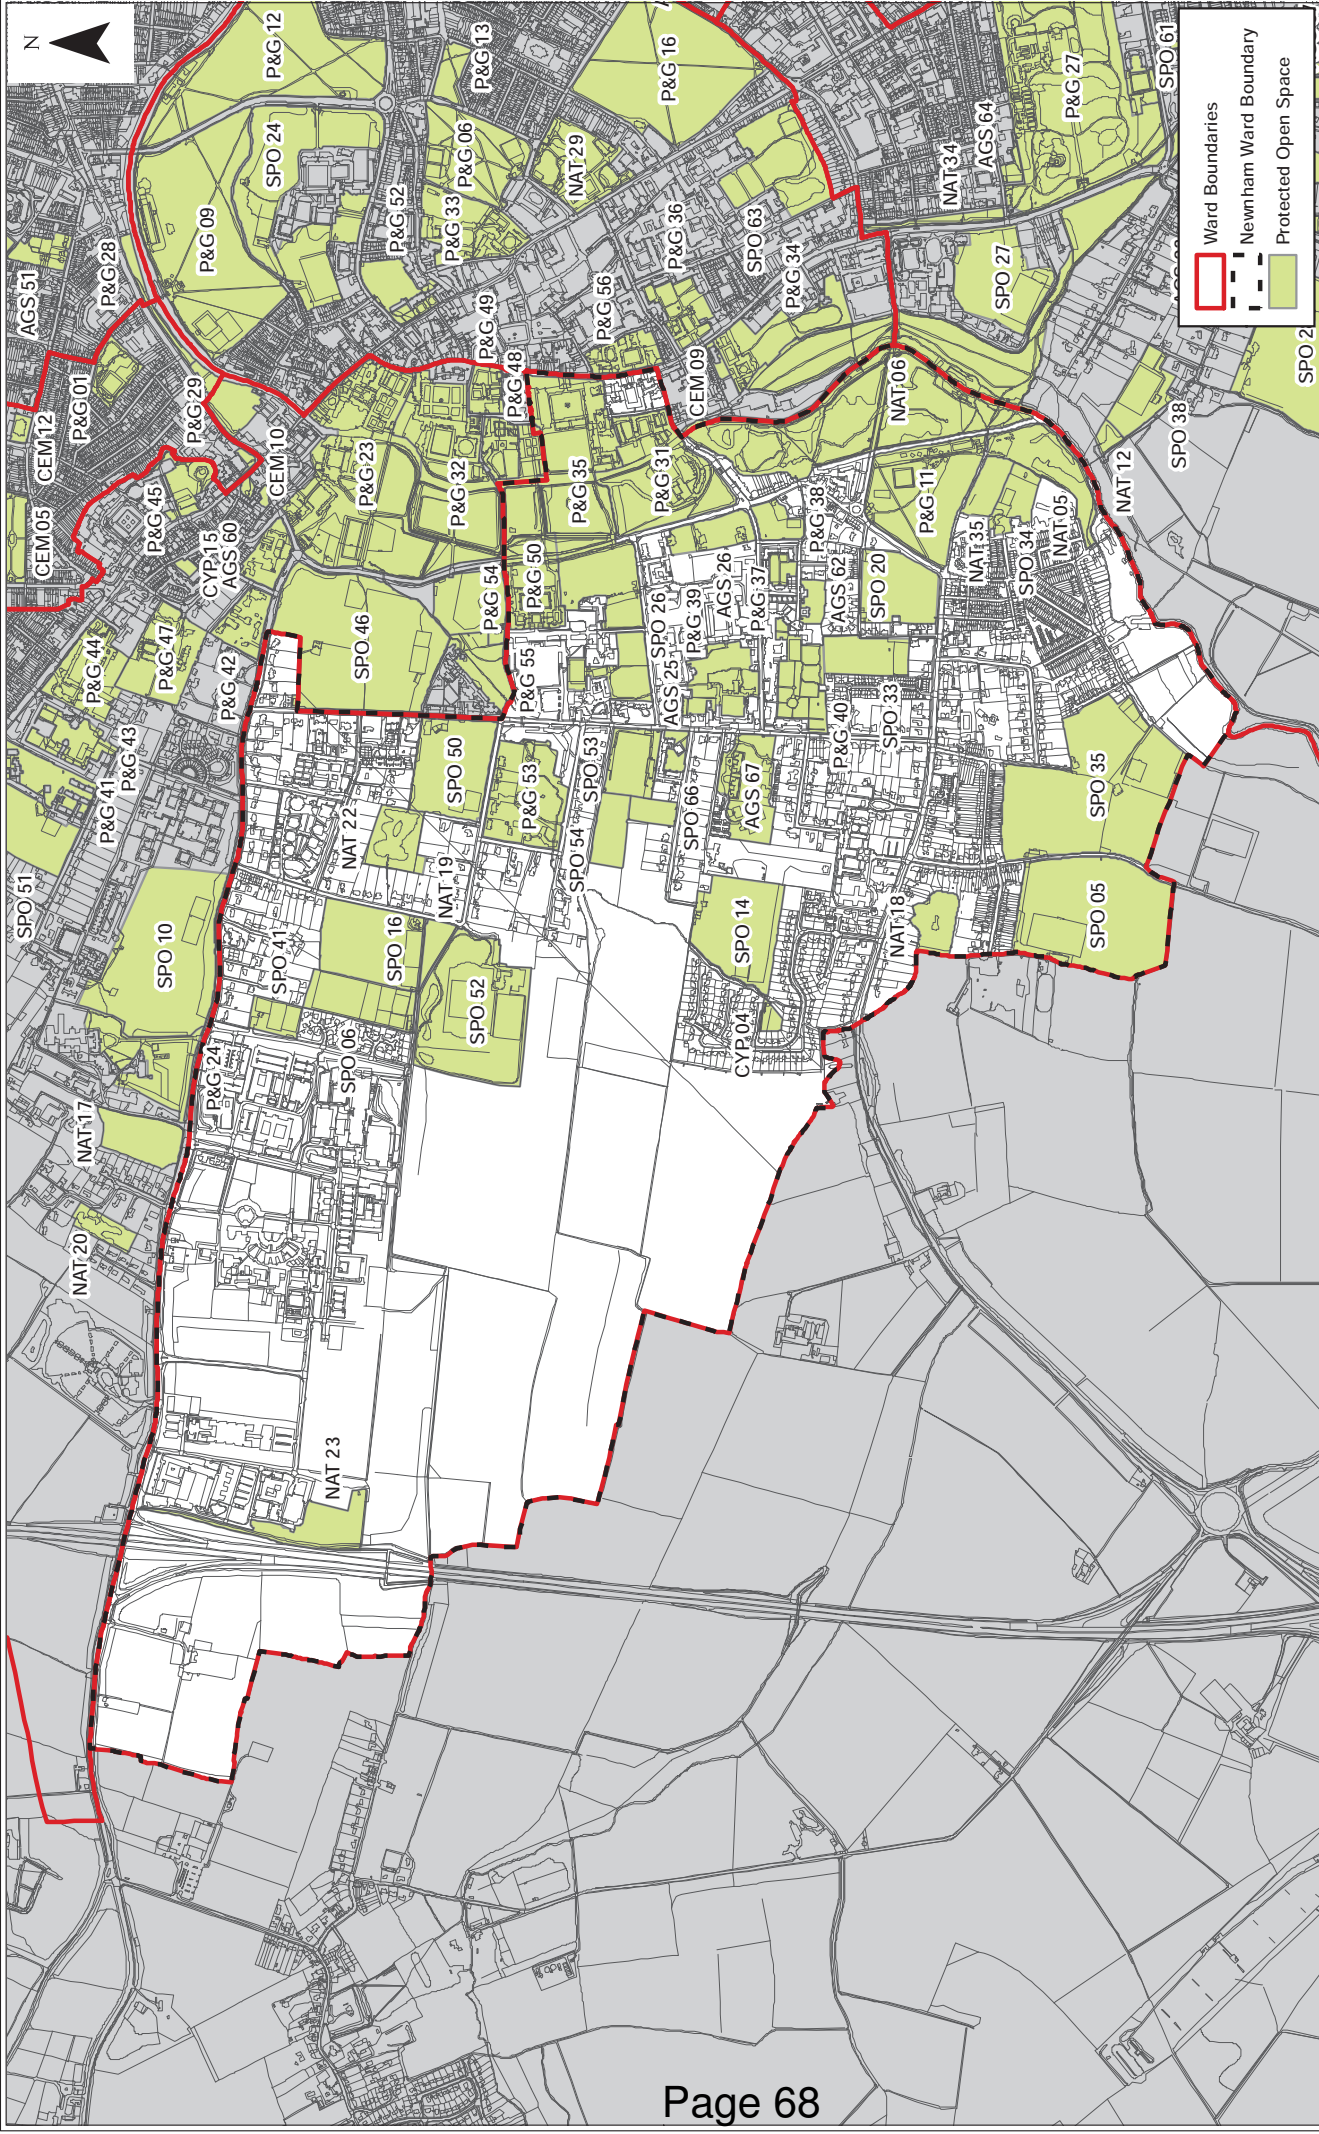 N
AGS 51
P&G 28
P&G 12
P&G 13
P&G 16
CEM 12
P&G 01
P&G 29
P&G 09
SPO 24
P&G 52
P&G 06
P&G 33
NAT 29
CEM 05
P&G 45
CYP 15
AGS 60
CEM 10
P&G 23
P&G 32
P&G 49
P&G 48
P&G 56
P&G 36
SPO 63
P&G 34
NAT 34
AGS 64
P&G 27
SPO 61
SPO 27
P&G 44
P&G 47
P&G 42
SPO 46
P&G 54
P&G 50
P&G 35
P&G 31
CEM 09
NAT 06
P&G 55
SPO 26
P&G 39
AGS 26
P&G 37
P&G 38
AGS 62
SPO 20
P&G 11
NAT 35
SPO 34
NAT 05
NAT 12
SPO 38
SPO 2
P&G 41
P&G 43
SPO 51
SPO 10
NAT 22
SPO 50
NAT 19
P&G 53
SPO 54
SPO 53
AGS 25
SPO 66
AGS 67
P&G 40
SPO 33
SPO 35
SPO 41
SPO 16
SPO 52
SPO 14
CYP 04
NAT 18
SPO 05
P&G 24
SPO 06
NAT 17
NAT 20
NAT 23
Ward Boundaries
Newnham Ward Boundary
Protected Open Space
Page 68